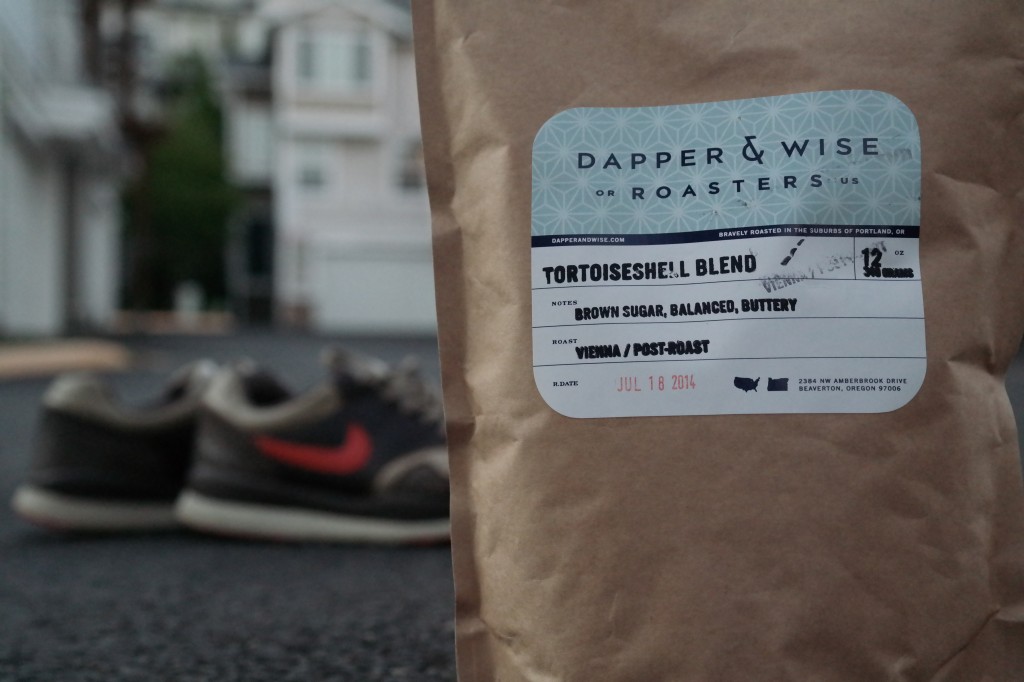 DAPPER & WISE
OR ROASTERS US
DAPPERANDWISE.COM BRAVELY ROASTED IN THE SUBURBS OF PORTLAND, OR
TORTOISESHELL BLEND 12 OZ
340 GRAMS
NOTES BROWN SUGAR, BALANCED, BUTTERY
ROAST VIENNA / POST-ROAST
R.DATE JUL 18 2014
2384 NW AMBERBROOK DRIVE
BEAVERTON, OREGON 97006